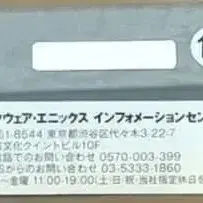 クウェア・エニックス インフォメーションセン
51-8544 東京都渋谷区代々木3-22-7
宿文化クイントビル10F
電話でのお問い合わせ 0570-003-399
Sからのお問い合わせ 03-5333-1860
~金曜 11:00-19:00(土・日・祝・当社指定休日を